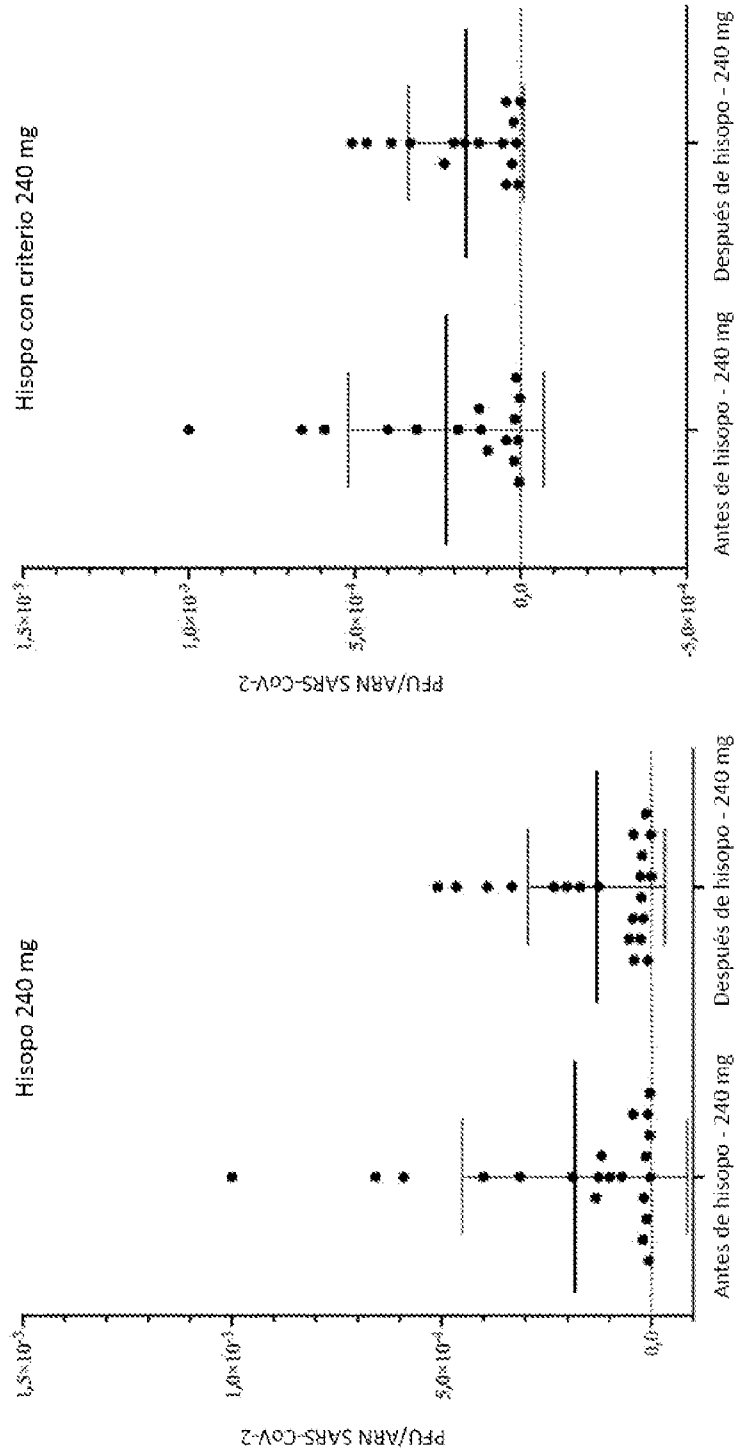 Hisopo 240 mg
PFU/ARN SARS-CoV-2
1,5×10⁻³
1,0×10⁻³
5,0×10⁻⁴
0,0
Antes de hisopo - 240 mg
Después de hisopo - 240 mg
Hisopo con criterio 240 mg
PFU/ARN SARS-CoV-2
1,5×10⁻³
1,0×10⁻³
5,0×10⁻⁴
0,0
-5,0×10⁻⁴
Antes de hisopo - 240 mg
Después de hisopo - 240 mg